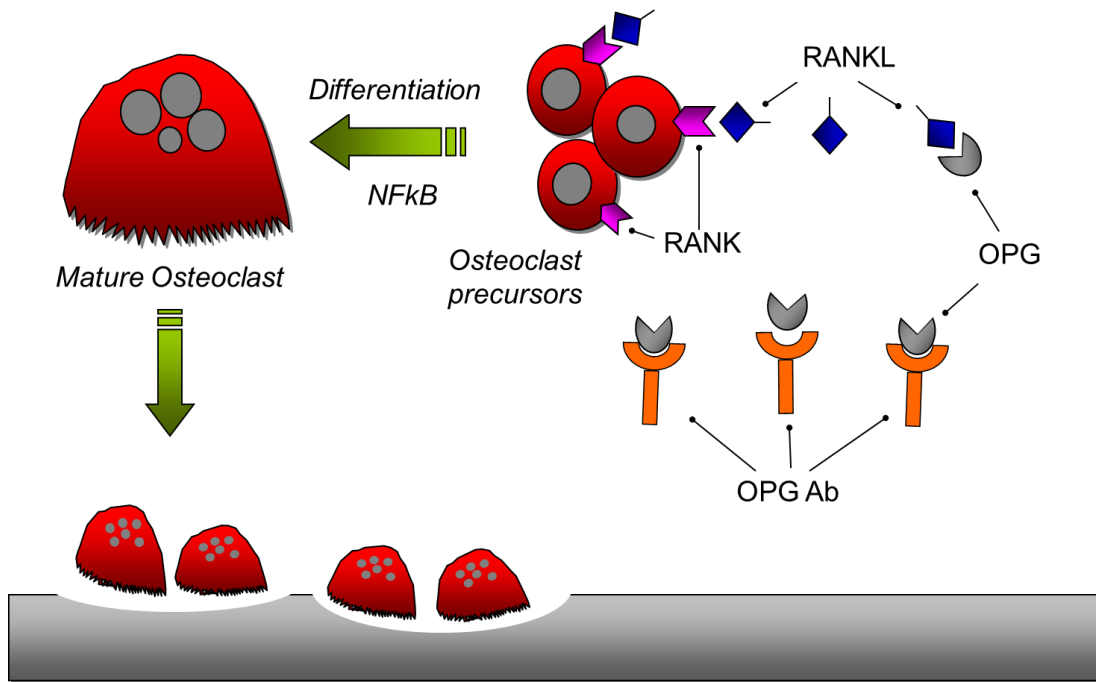 Differentiation
NFkB
Mature Osteoclast
Osteoclast
precursors
RANKL
RANK
OPG
OPG Ab